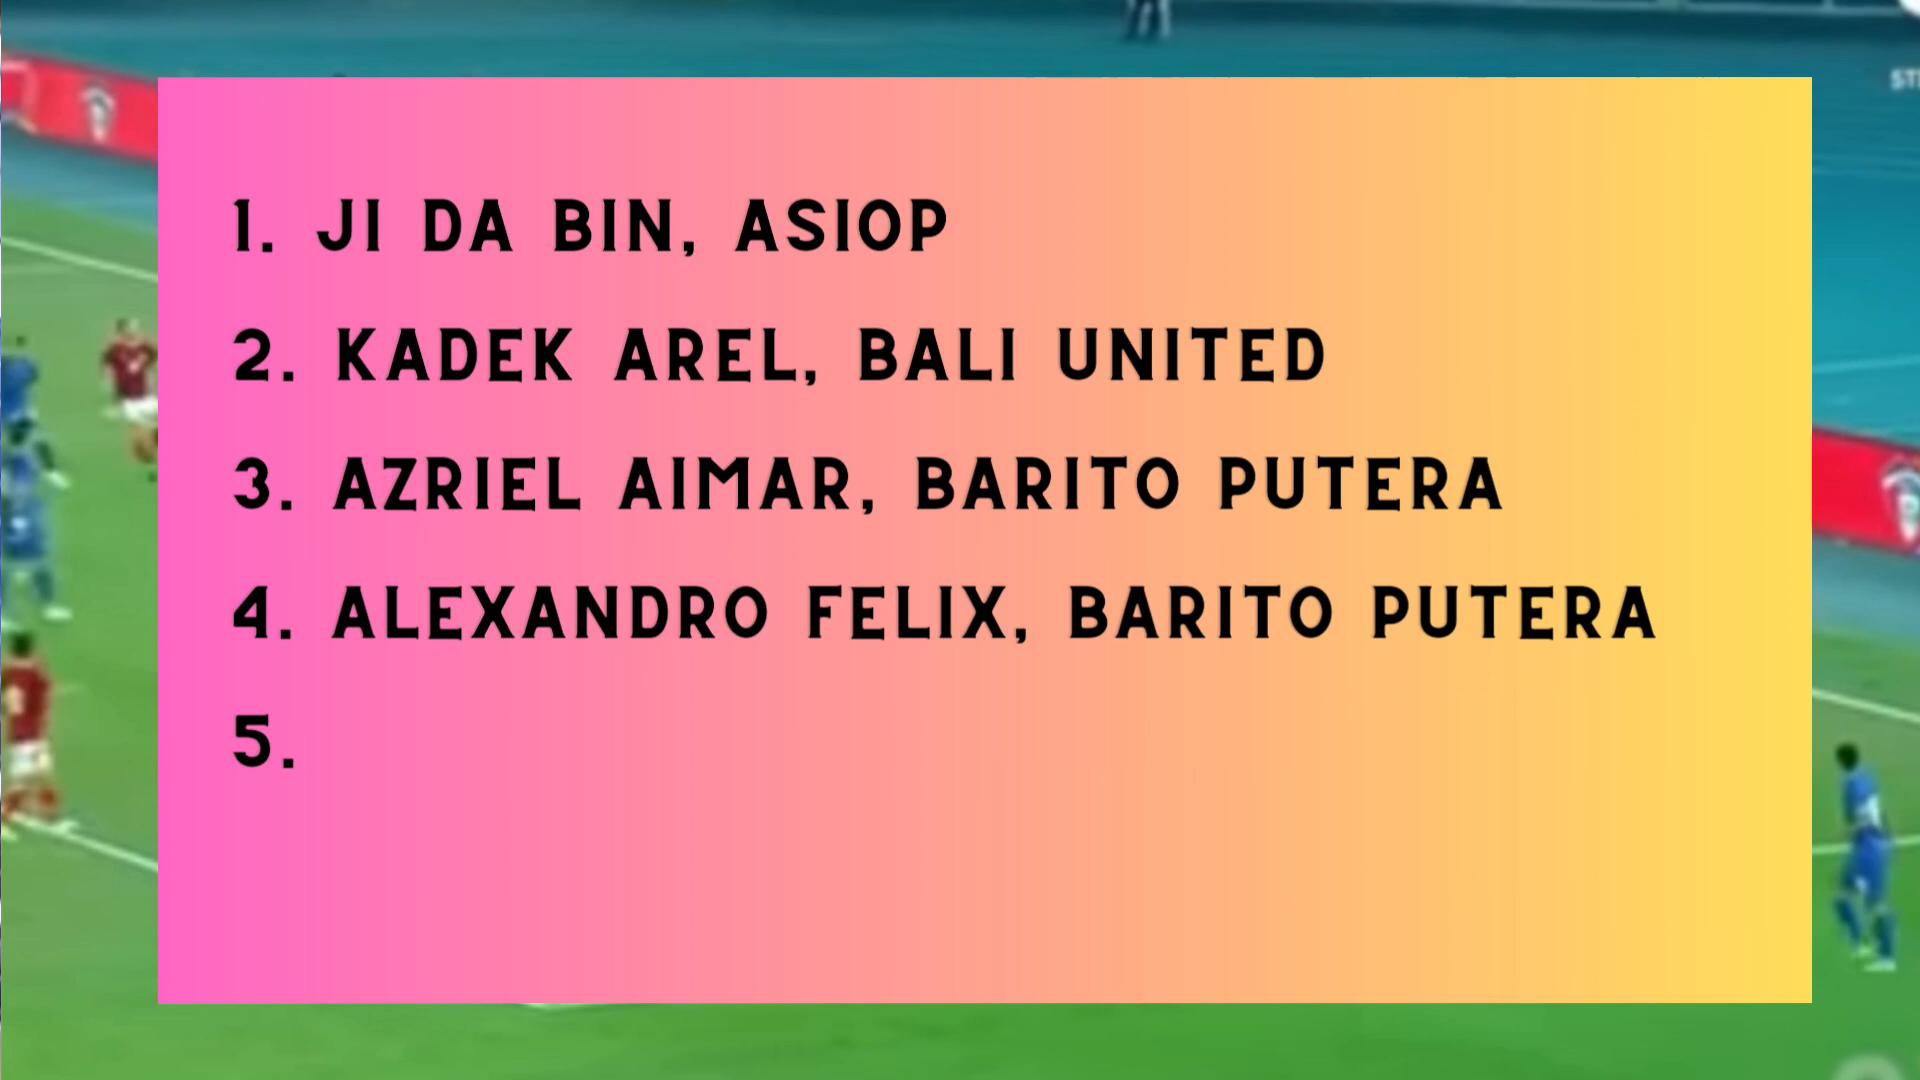 1. JI DA BIN, ASIOP
2. KADEK AREL, BALI UNITED
3. AZRIEL AIMAR, BARITO PUTERA
4. ALEXANDRO FELIX, BARITO PUTERA
5.